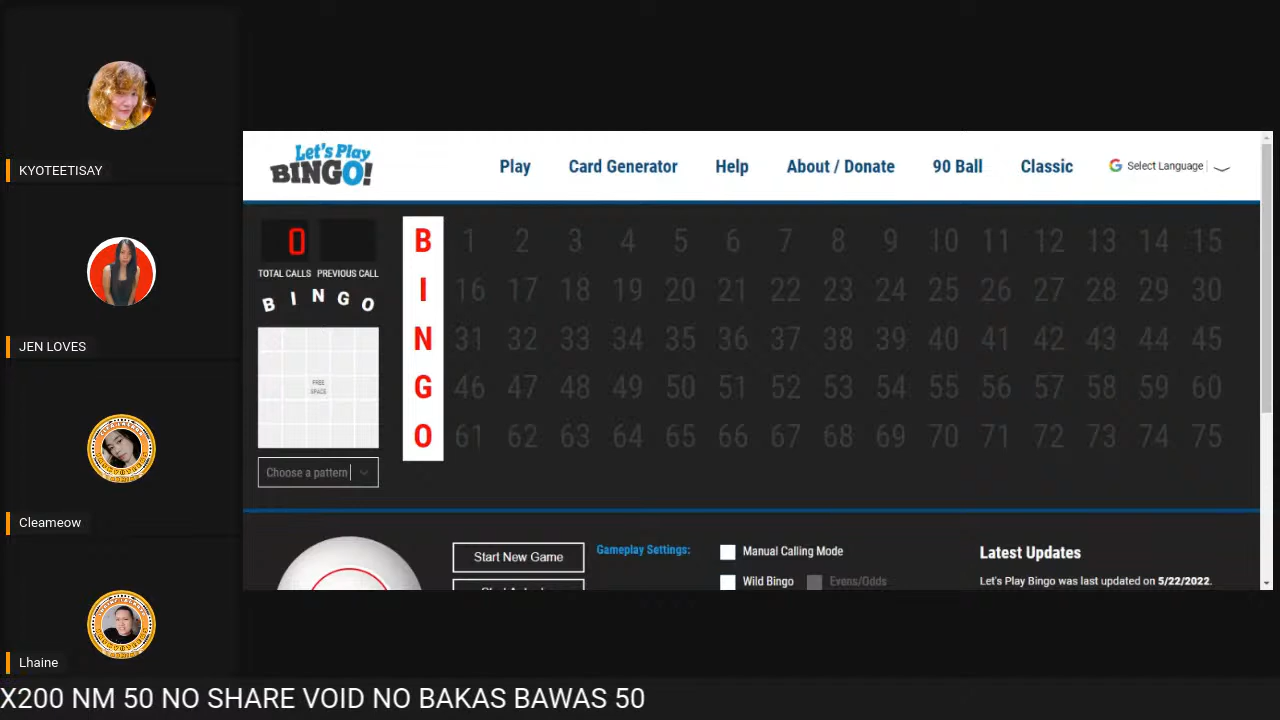 KYOTEETISAY
JEN LOVES
Cleameow
Lhaine
Let's Play
BINGO!
Play Card Generator Help About / Donate 90 Ball Classic Select Language
0
TOTAL CALLS PREVIOUS CALL
B I N G O
FREE
SPACE
Choose a pattern
B 1 2 3 4 5 6 7 8 9 10 11 12 13 14 15
I 16 17 18 19 20 21 22 23 24 25 26 27 28 29 30
N 31 32 33 34 35 36 37 38 39 40 41 42 43 44 45
G 46 47 48 49 50 51 52 53 54 55 56 57 58 59 60
O 61 62 63 64 65 66 67 68 69 70 71 72 73 74 75
Start New Game
Gameplay Settings:
Manual Calling Mode
Wild Bingo Evens/Odds
Latest Updates
Let's Play Bingo was last updated on 5/22/2022.
X200 NM 50 NO SHARE VOID NO BAKAS BAWAS 50